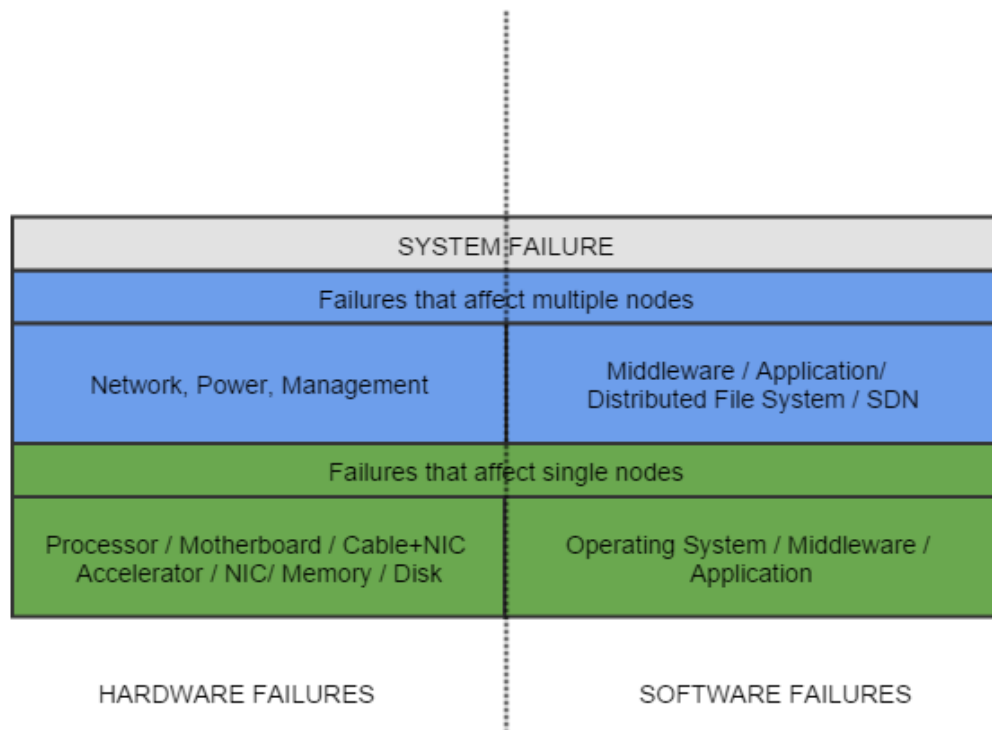 SYSTEM FAILURE
Failures that affect multiple nodes
Network, Power, Management
Middleware / Application/
Distributed File System / SDN
Failures that affect single nodes
Processor / Motherboard / Cable+NIC
Accelerator / NIC/ Memory / Disk
Operating System / Middleware /
Application
HARDWARE FAILURES
SOFTWARE FAILURES